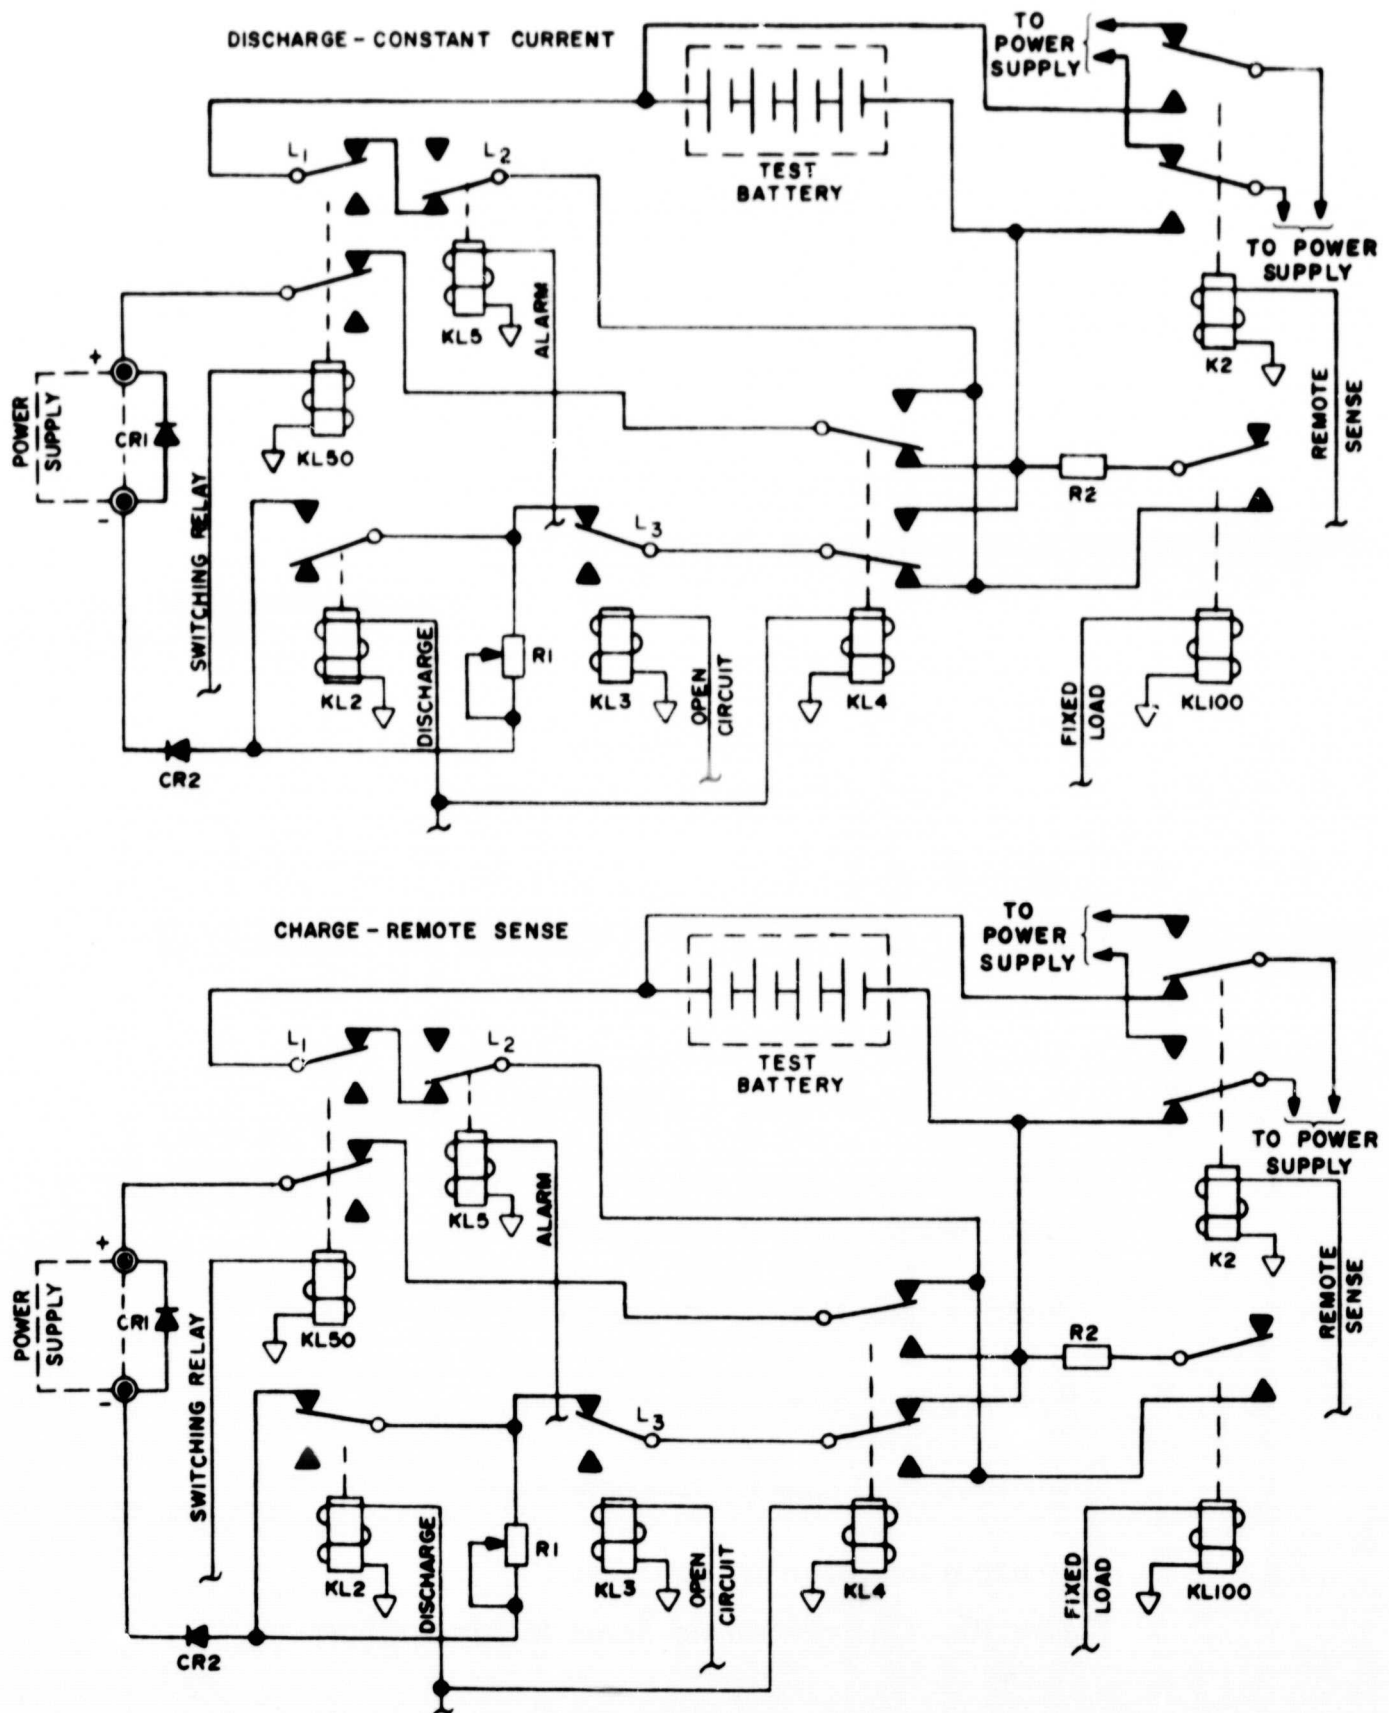 DISCHARGE – CONSTANT CURRENT
TO
POWER
SUPPLY
L1
L2
TEST
BATTERY
TO POWER
SUPPLY
KL5
ALARM
K2
REMOTE
SENSE
+
POWER
SUPPLY
CR1
-
KL50
SWITCHING RELAY
R2
L3
KL2
DISCHARGE
R1
KL3
OPEN
CIRCUIT
KL4
FIXED
LOAD
KL100
CR2
CHARGE – REMOTE SENSE
TO
POWER
SUPPLY
L1
L2
TEST
BATTERY
TO POWER
SUPPLY
KL5
ALARM
K2
REMOTE
SENSE
+
POWER
SUPPLY
CR1
-
KL50
SWITCHING RELAY
R2
L3
KL2
DISCHARGE
R1
KL3
OPEN
CIRCUIT
KL4
FIXED
LOAD
KL100
CR2